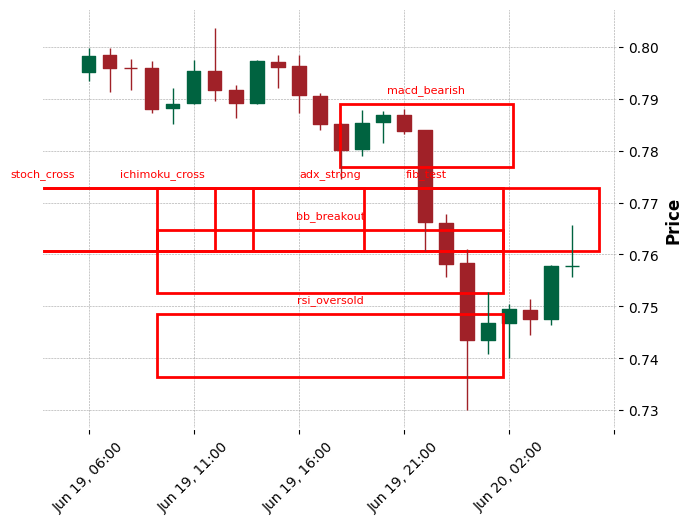 0.80
macd_bearish
0.79
0.78
stoch_cross
ichimoku_cross
adx_strong
0.77
bb_breakout
Price
0.76
rsi_oversold
0.75
0.74
0.73
Jun 19, 06:00
Jun 19, 11:00
Jun 19, 16:00
Jun 19, 21:00
Jun 20, 02:00